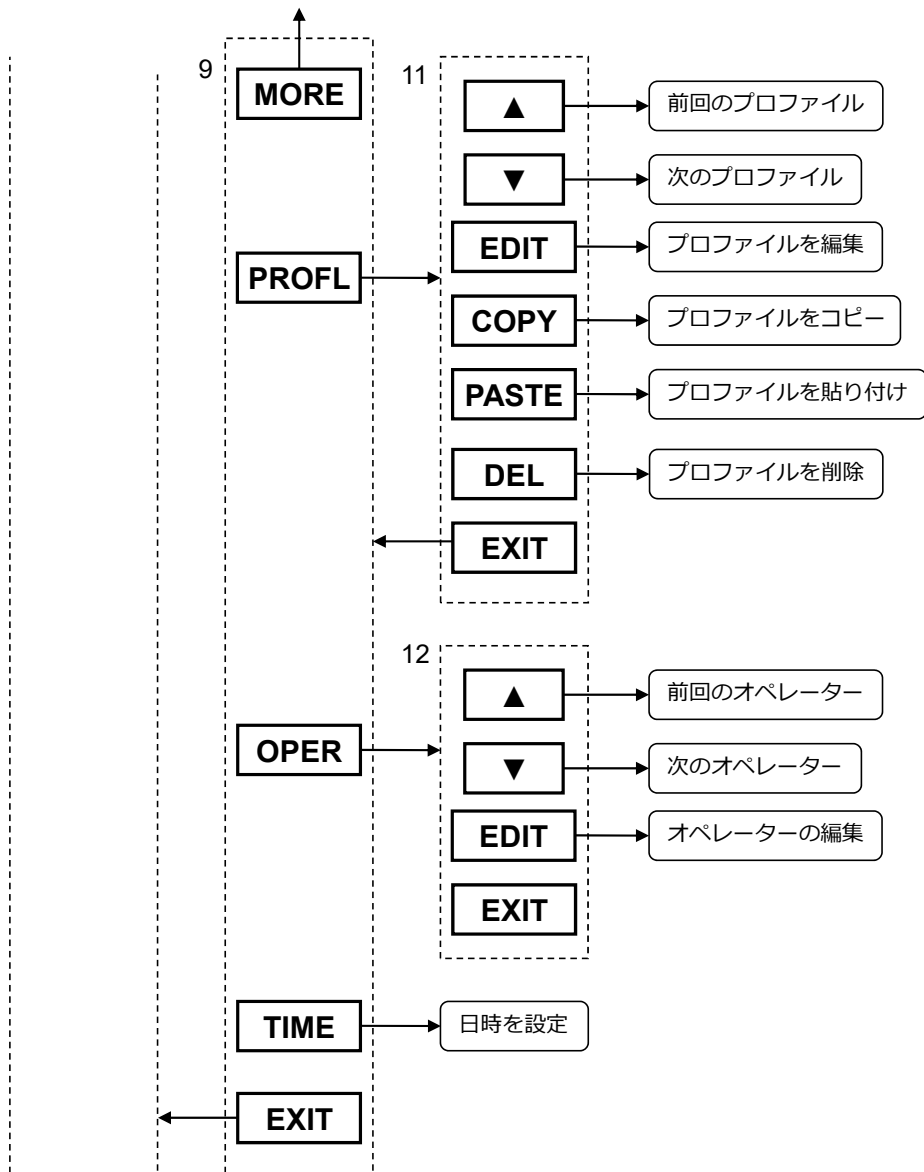 9
MORE
PROFL
OPER
TIME
EXIT
11
▲
前回のプロファイル
▼
次のプロファイル
EDIT
プロファイルを編集
COPY
プロファイルをコピー
PASTE
プロファイルを貼り付け
DEL
プロファイルを削除
EXIT
12
▲
前回のオペレーター
▼
次のオペレーター
EDIT
オペレーターの編集
EXIT
日時を設定